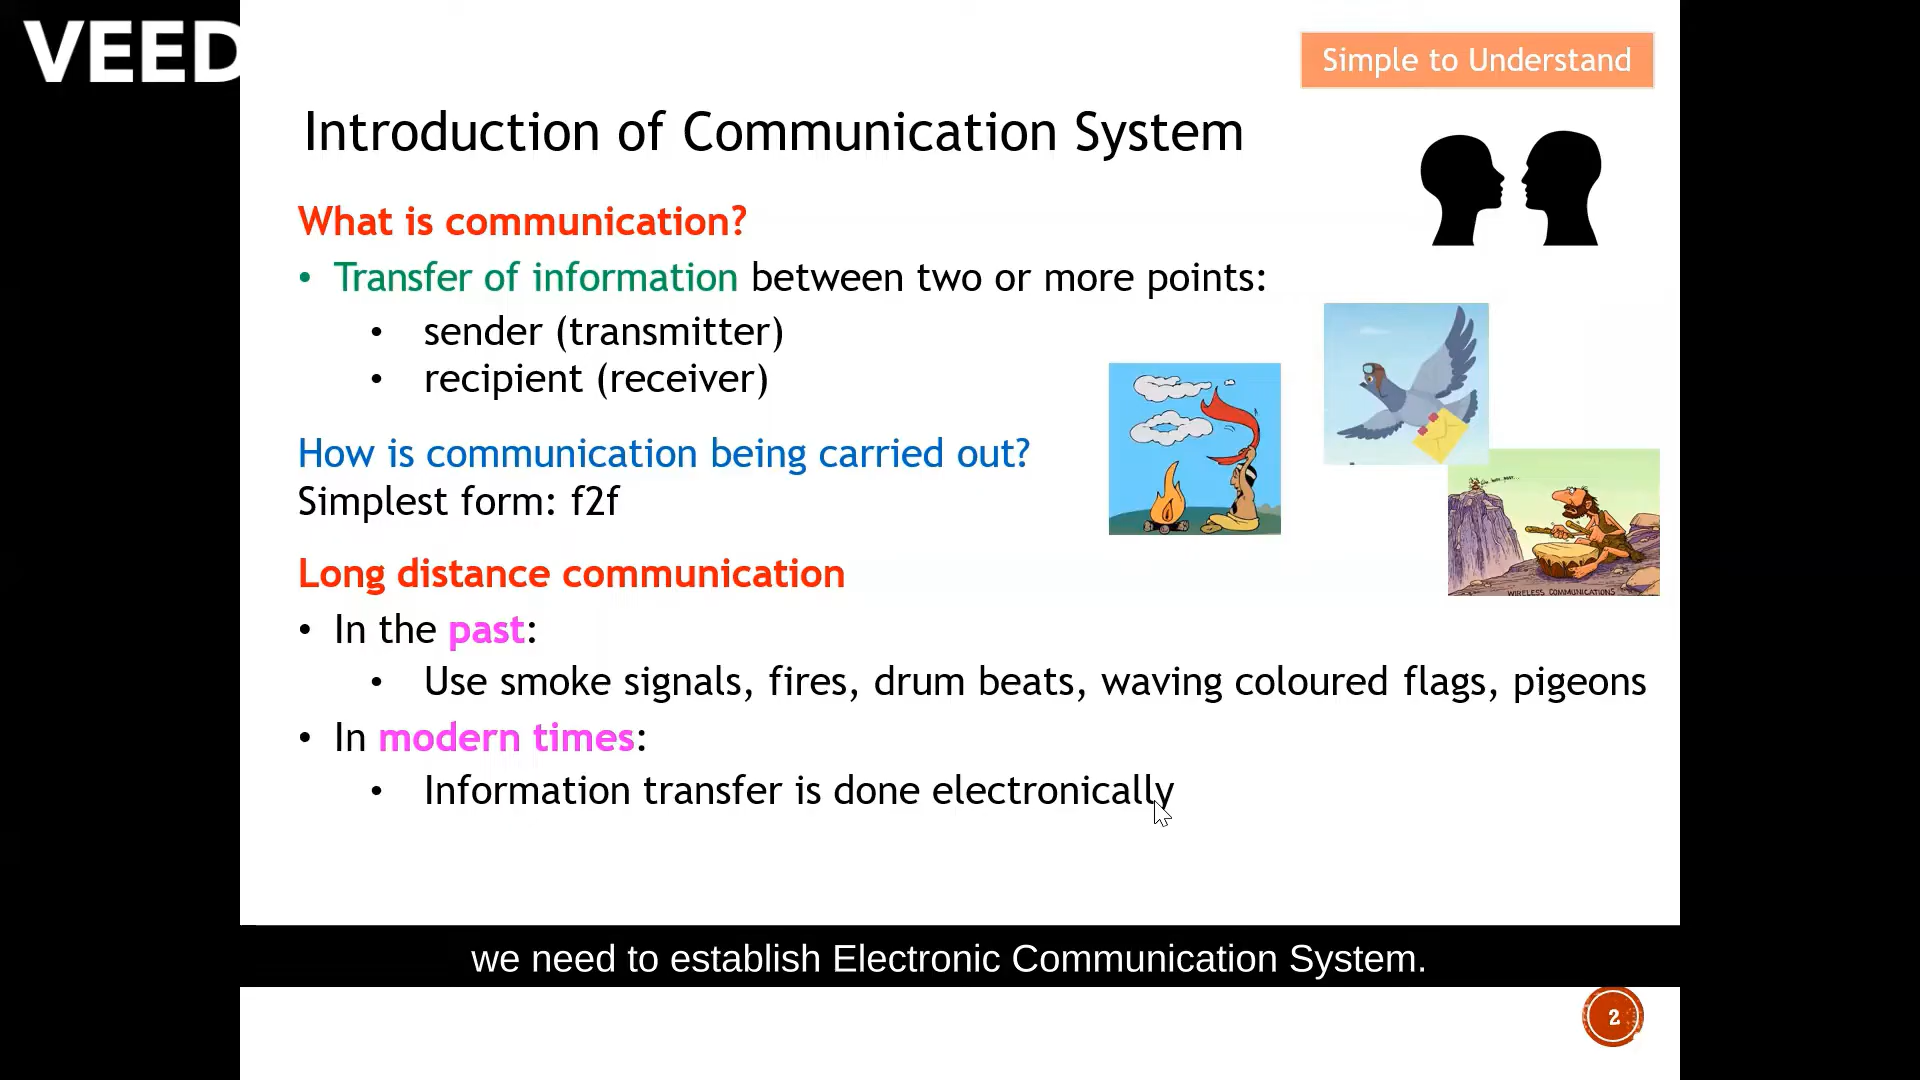 VEED
Simple to Understand
Introduction of Communication System
What is communication?
• Transfer of information between two or more points:
• sender (transmitter)
• recipient (receiver)
How is communication being carried out?
Simplest form: f2f
Long distance communication
• In the past:
• Use smoke signals, fires, drum beats, waving coloured flags, pigeons
• In modern times:
• Information transfer is done electronically
WIRELESS COMMUNICATIONS
we need to establish Electronic Communication System.
2